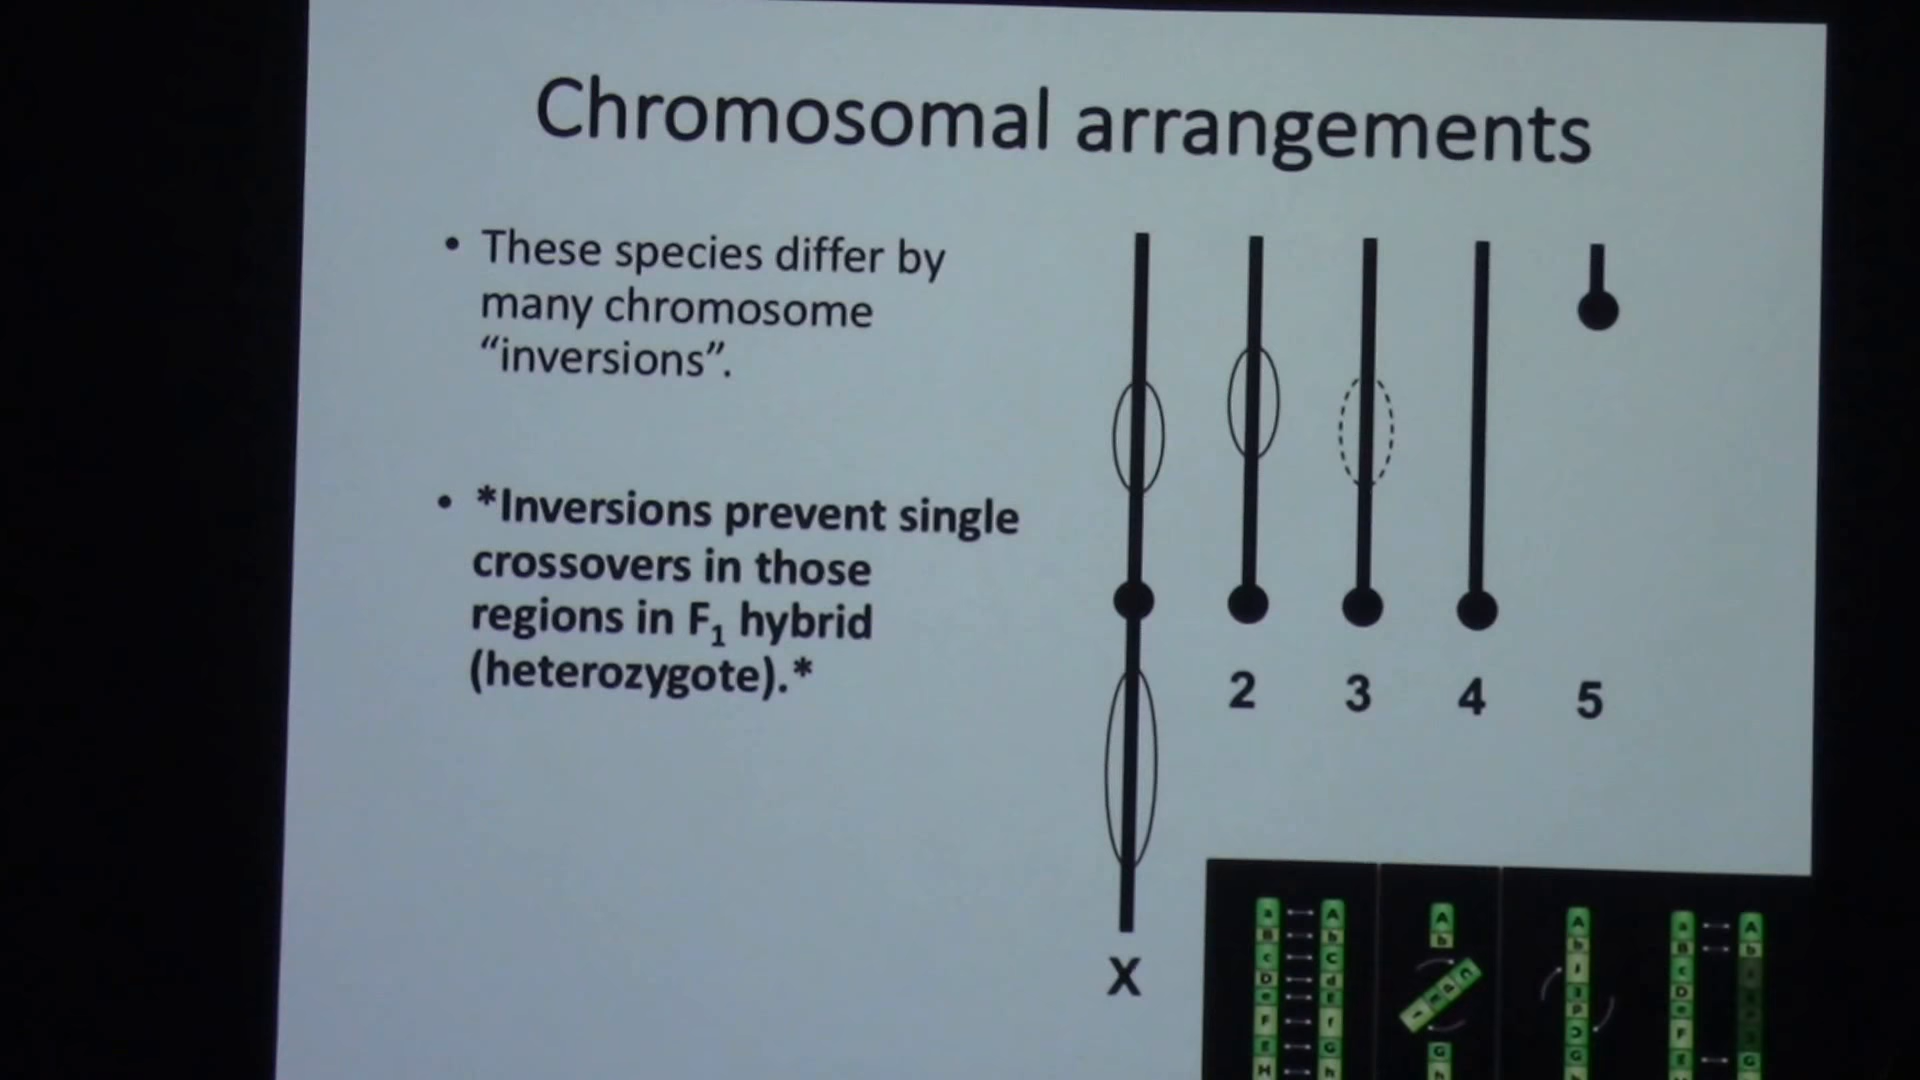 Chromosomal arrangements
• These species differ by
many chromosome
“inversions”.
• *Inversions prevent single
crossovers in those
regions in F₁ hybrid
(heterozygote).*
2 3 4 5
X
a A
B b
c C
D d
e E
F f
g G
H h
A
b
G
h
A
b
G
a A
B b
c
D
e
F
g G